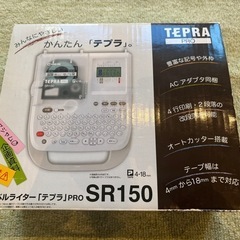 みんなにやさしい
かんたん「テプラ」。
TEPRA
PRO
豊富な記号や外枠
ACアダプタ同梱
4行印刷・2段落の
オートカッター搭載
テープ幅は
4mmから18mmまで対応
4-18mm
ベルライター「テプラ」PRO SR150